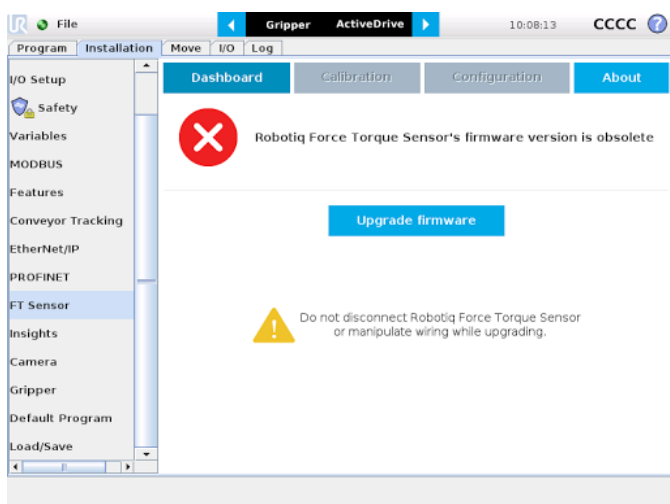 UR File Gripper ActiveDrive 10:08:13 CCCC ?
Program Installation Move I/O Log
I/O Setup
Safety
Variables
MODBUS
Features
Conveyor Tracking
EtherNet/IP
PROFINET
FT Sensor
Insights
Camera
Gripper
Default Program
Load/Save
Dashboard Calibration Configuration About
Robotiq Force Torque Sensor's firmware version is obsolete
Upgrade firmware
Do not disconnect Robotiq Force Torque Sensor
or manipulate wiring while upgrading.